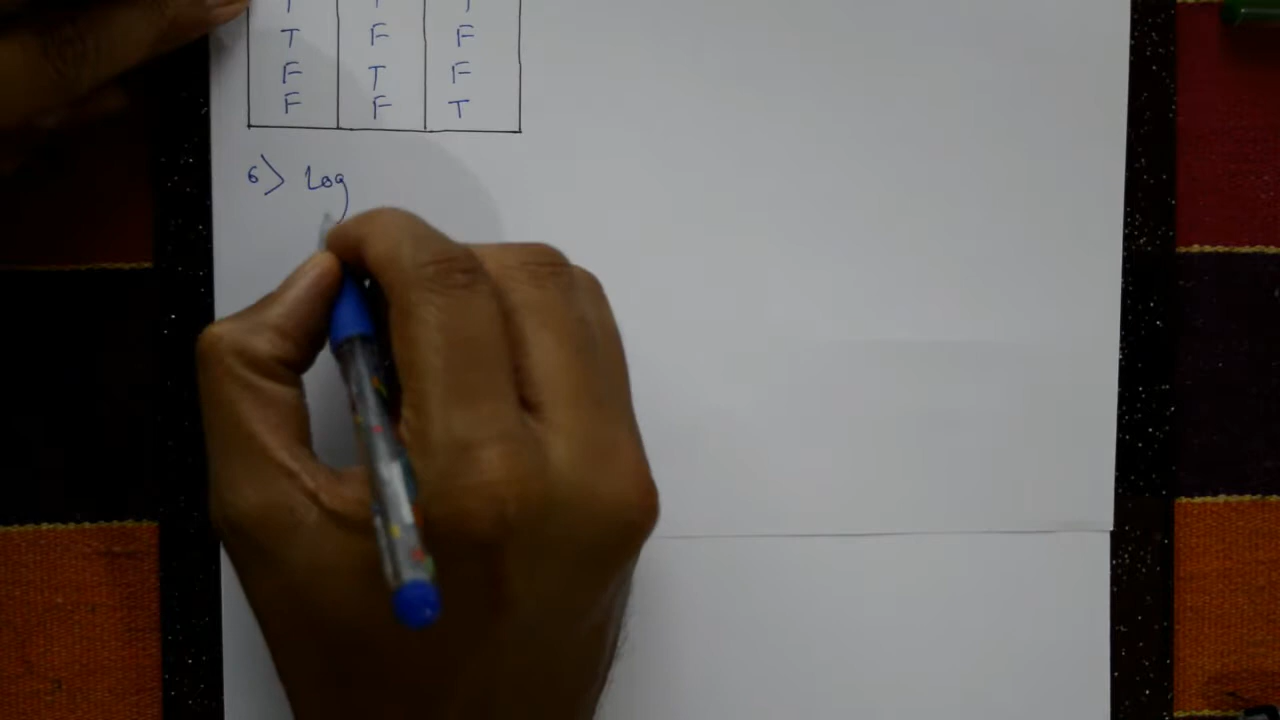 T T T
T F F
F T F
F F T
6> Log